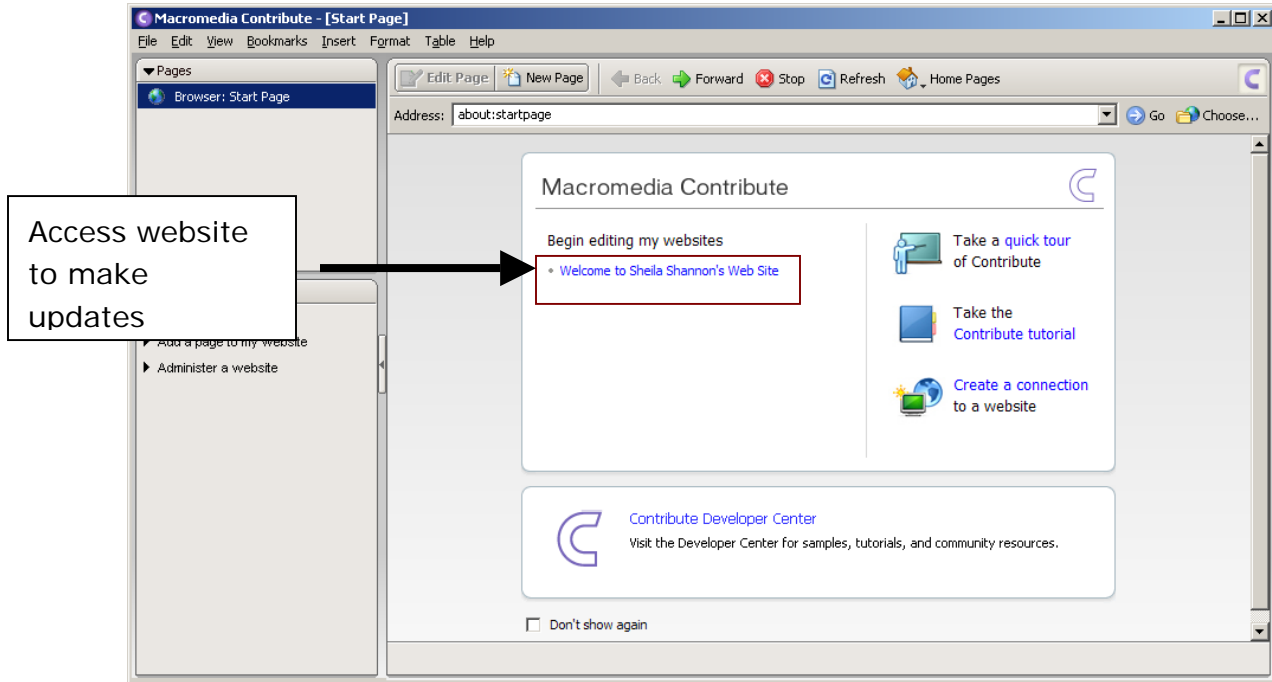 Macromedia Contribute - [Start Page]
File Edit View Bookmarks Insert Format Table Help
Pages
Browser: Start Page
Edit Page New Page Back Forward Stop Refresh Home Pages
Address: about:startpage Go Choose...
Macromedia Contribute
Begin editing my websites
Welcome to Sheila Shannon's Web Site
Take a quick tour
of Contribute
Take the
Contribute tutorial
Create a connection
to a website
Access website
to make
updates
Add a page to my website
Administer a website
Contribute Developer Center
Visit the Developer Center for samples, tutorials, and community resources.
Don't show again